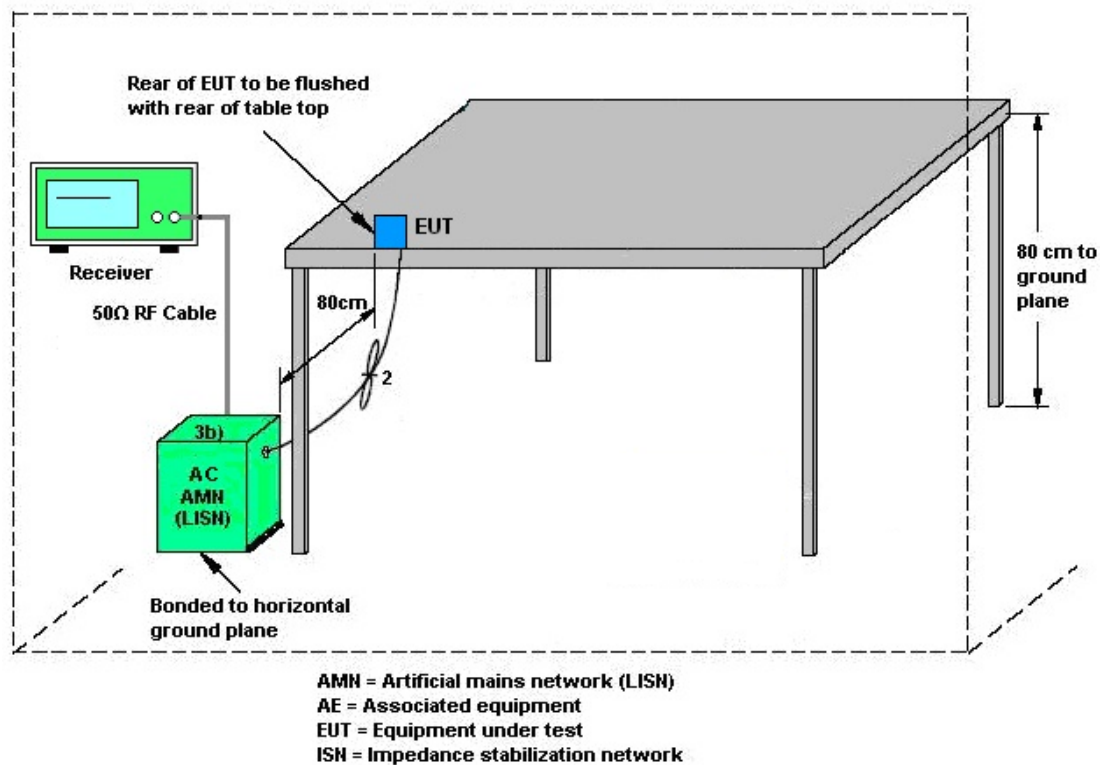 Rear of EUT to be flushed
with rear of table top
EUT
Receiver
50Ω RF Cable
80cm
80 cm to
ground
plane
2
3b)
AC
AMN
(LISN)
Bonded to horizontal
ground plane
AMN = Artificial mains network (LISN)
AE = Associated equipment
EUT = Equipment under test
ISN = Impedance stabilization network